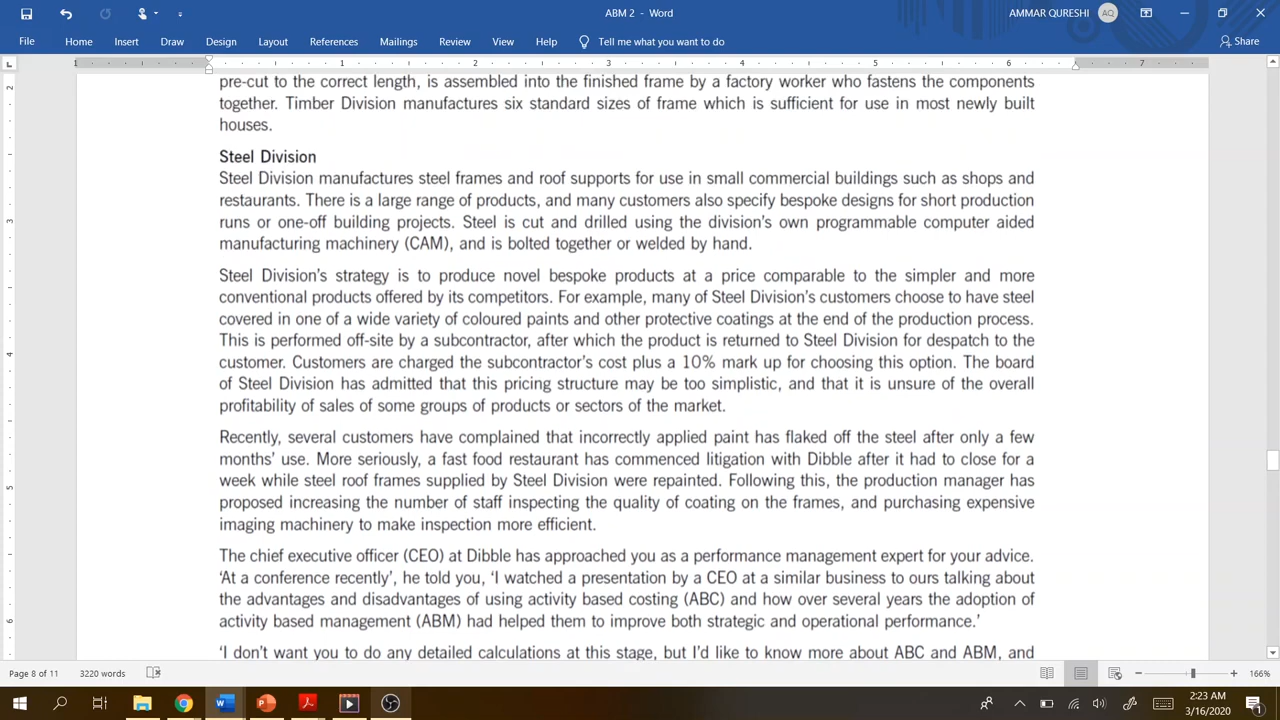 ABM 2 - Word
AMMAR QURESHI
AQ
File Home Insert Draw Design Layout References Mailings Review View Help Tell me what you want to do Share
1 1 2 3 4 5 6 7
pre-cut to the correct length, is assembled into the finished frame by a factory worker who fastens the components
together. Timber Division manufactures six standard sizes of frame which is sufficient for use in most newly built
houses.
Steel Division
Steel Division manufactures steel frames and roof supports for use in small commercial buildings such as shops and
restaurants. There is a large range of products, and many customers also specify bespoke designs for short production
runs or one-off building projects. Steel is cut and drilled using the division's own programmable computer aided
manufacturing machinery (CAM), and is bolted together or welded by hand.
Steel Division's strategy is to produce novel bespoke products at a price comparable to the simpler and more
conventional products offered by its competitors. For example, many of Steel Division's customers choose to have steel
covered in one of a wide variety of coloured paints and other protective coatings at the end of the production process.
This is performed off-site by a subcontractor, after which the product is returned to Steel Division for despatch to the
customer. Customers are charged the subcontractor's cost plus a 10% mark up for choosing this option. The board
of Steel Division has admitted that this pricing structure may be too simplistic, and that it is unsure of the overall
profitability of sales of some groups of products or sectors of the market.
Recently, several customers have complained that incorrectly applied paint has flaked off the steel after only a few
months' use. More seriously, a fast food restaurant has commenced litigation with Dibble after it had to close for a
week while steel roof frames supplied by Steel Division were repainted. Following this, the production manager has
proposed increasing the number of staff inspecting the quality of coating on the frames, and purchasing expensive
imaging machinery to make inspection more efficient.
The chief executive officer (CEO) at Dibble has approached you as a performance management expert for your advice.
'At a conference recently', he told you, 'I watched a presentation by a CEO at a similar business to ours talking about
the advantages and disadvantages of using activity based costing (ABC) and how over several years the adoption of
activity based management (ABM) had helped them to improve both strategic and operational performance.'
'I don't want you to do any detailed calculations at this stage, but I'd like to know more about ABC and ABM, and
2
3
4
5
6
Page 8 of 11 3220 words 166%
2:23 AM
3/16/2020
1